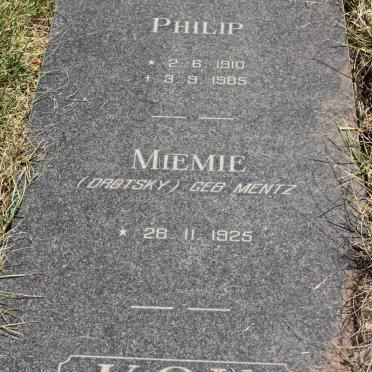 PHILIP
* 2. 6. 1910
† 3. 9. 1985
MIEMIE
(DROTSKY) GEB MENTZ
* 28. 11. 1925